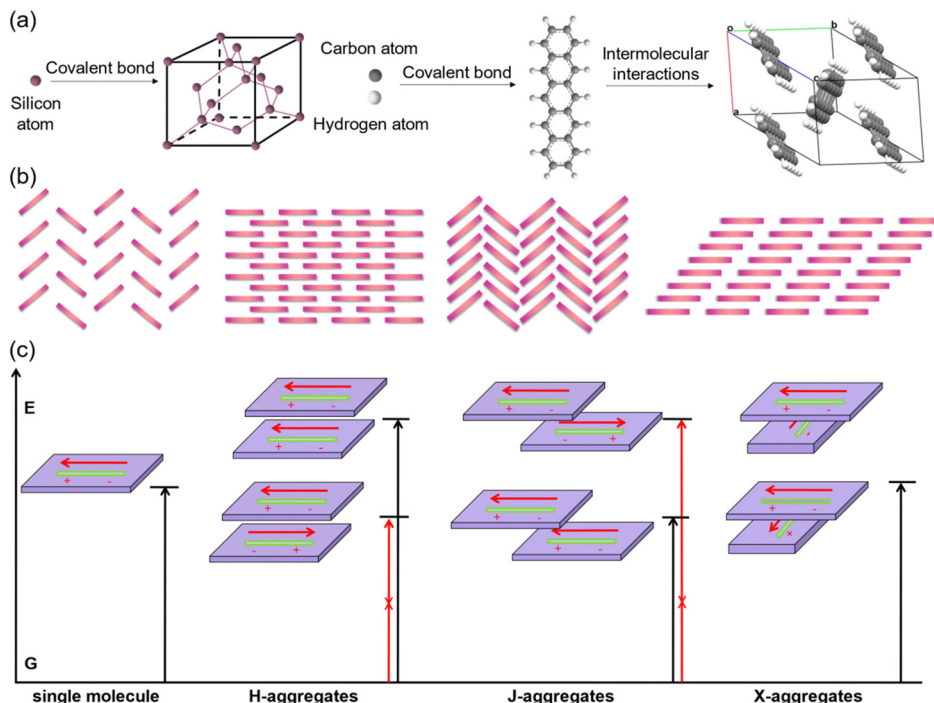 (a)
Silicon
atom
Covalent bond
Carbon atom
Hydrogen atom
Covalent bond
Intermolecular
interactions
o
b
c
a
(b)
(c)
E
+ -
+ -
+ -
+ -
- +
+ -
- +
+ -
+ -
+ -
-
+ -
+
G
single molecule
H-aggregates
J-aggregates
X-aggregates